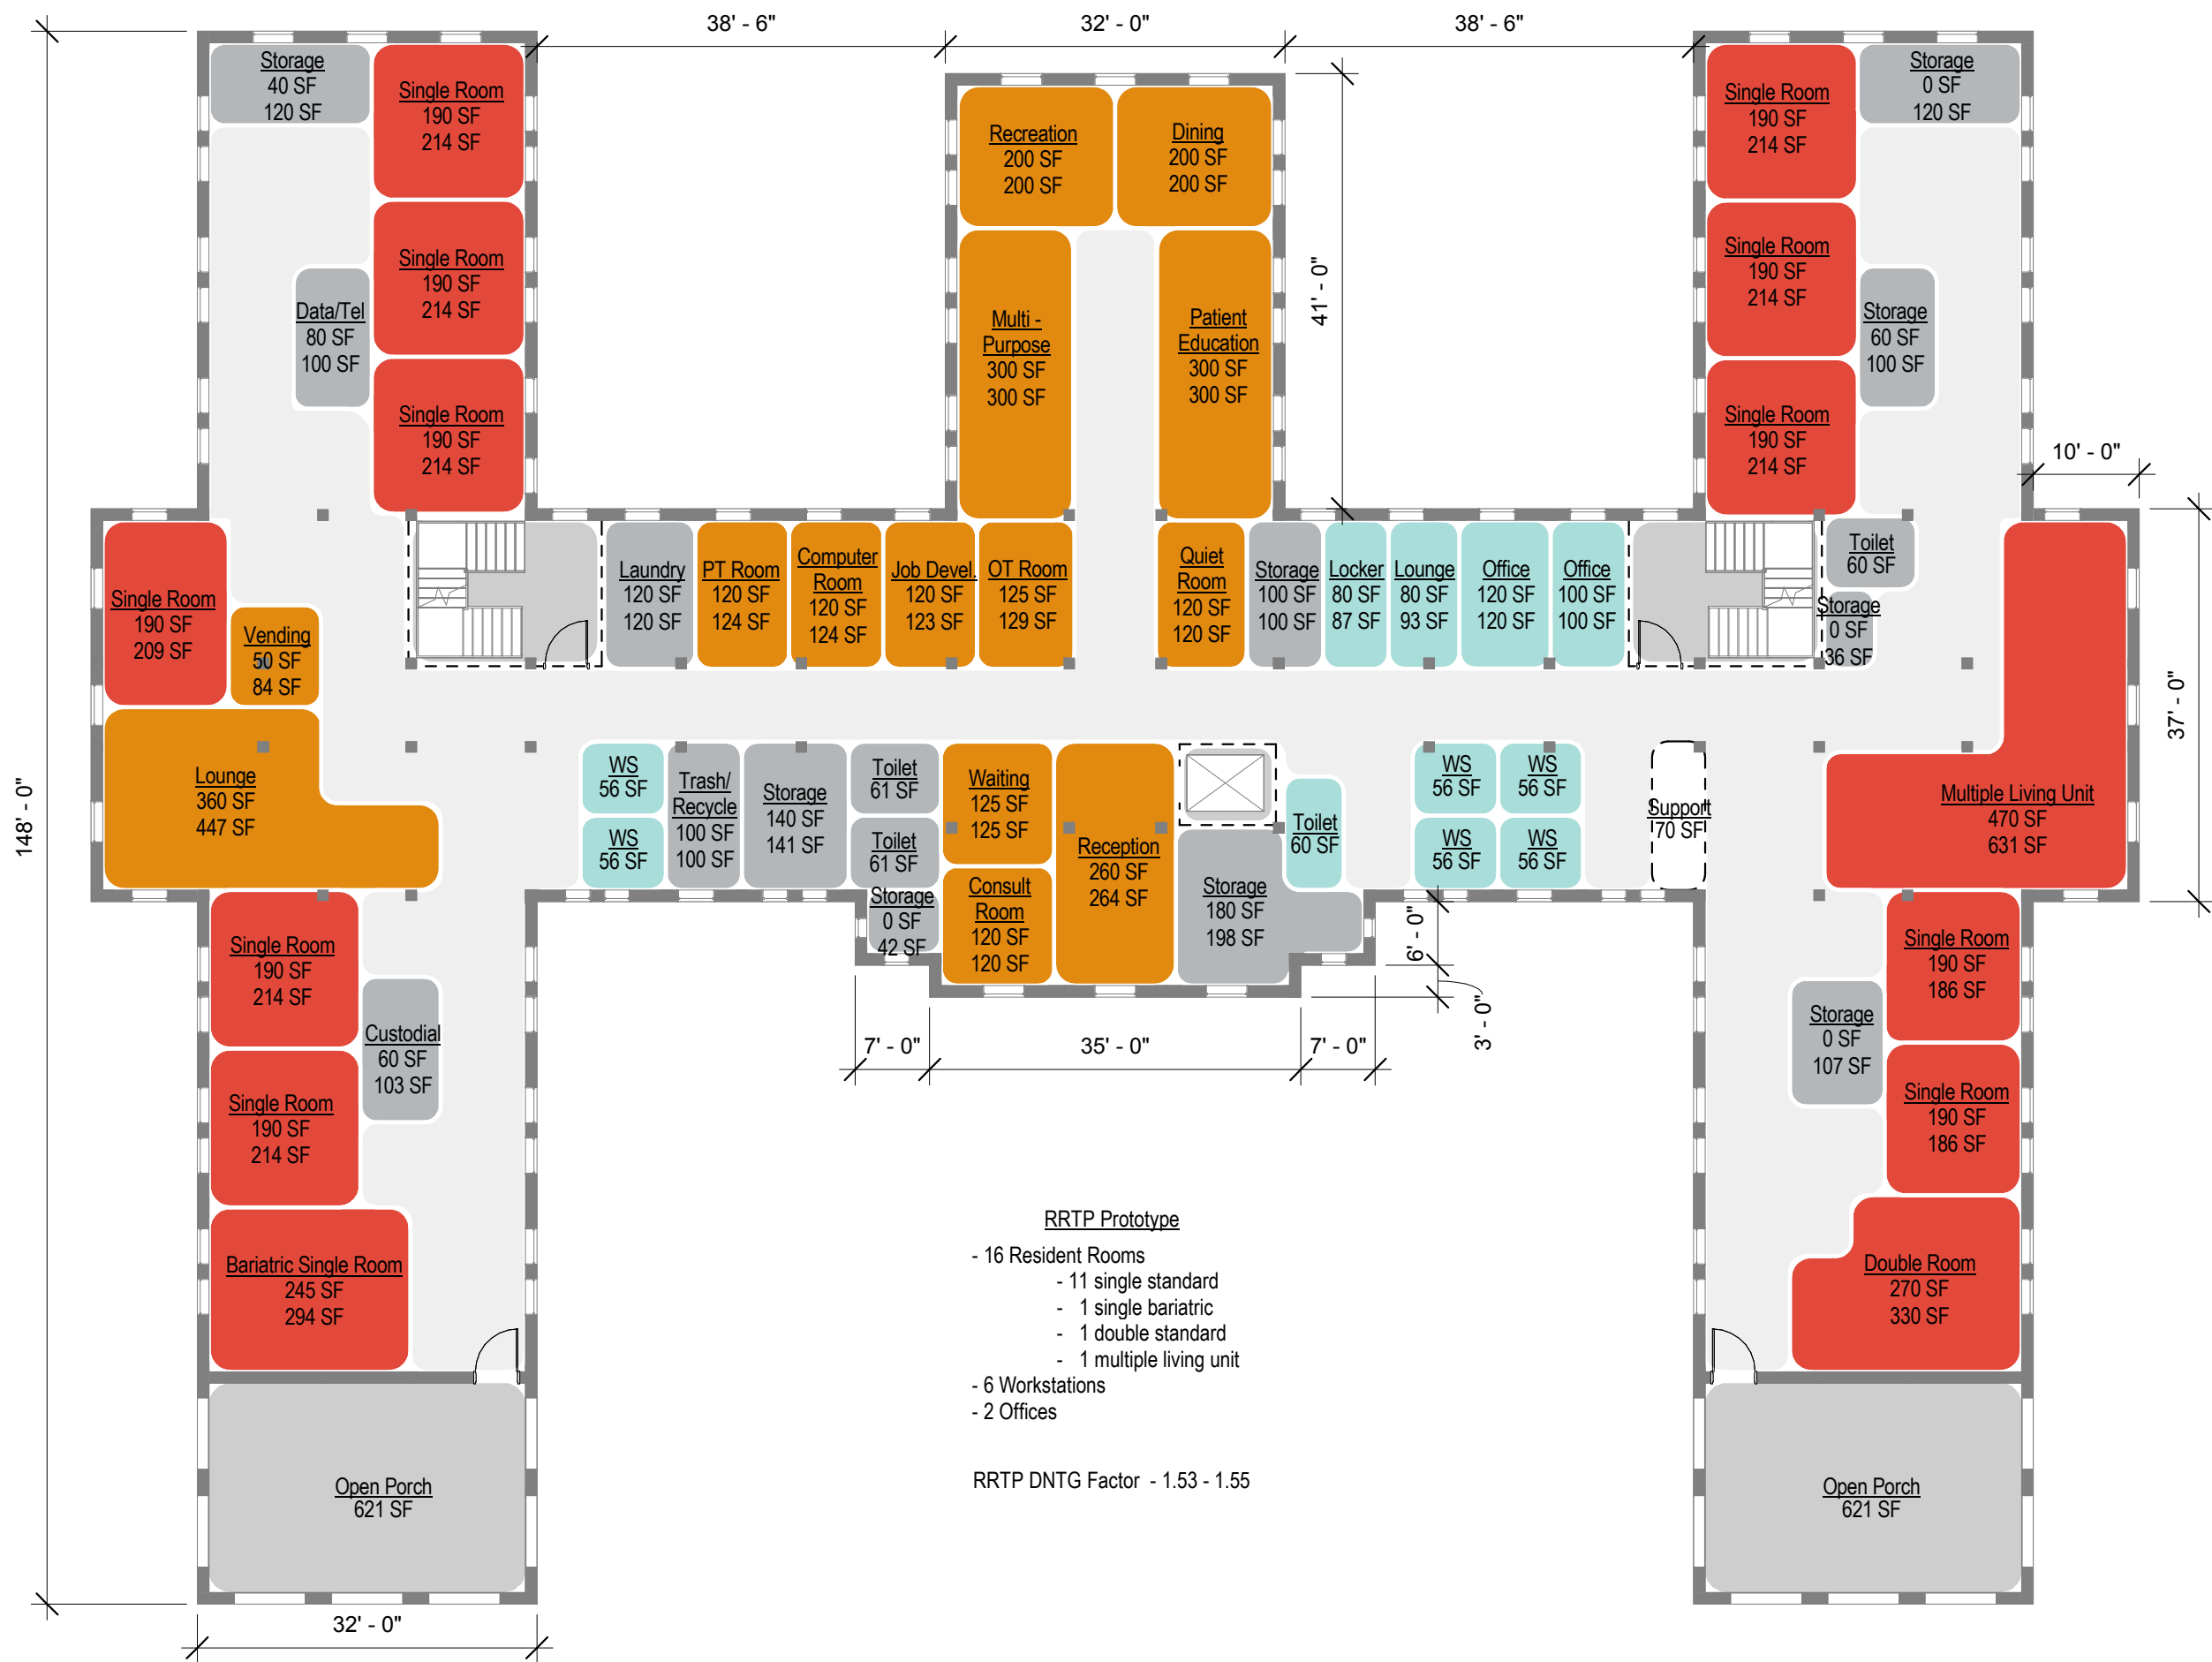 38' - 6"
32' - 0"
38' - 6"
Storage
40 SF
120 SF
Single Room
190 SF
214 SF
Single Room
190 SF
214 SF
Storage
0 SF
120 SF
Recreation
200 SF
200 SF
Dining
200 SF
200 SF
Single Room
190 SF
214 SF
Data/Tel
80 SF
100 SF
Multi -
Purpose
300 SF
300 SF
Patient
Education
300 SF
300 SF
41' - 0"
Single Room
190 SF
214 SF
Storage
60 SF
100 SF
Single Room
190 SF
214 SF
Single Room
190 SF
214 SF
10' - 0"
Single Room
190 SF
209 SF
Vending
50 SF
84 SF
Laundry
120 SF
120 SF
PT Room
120 SF
124 SF
Computer
Room
120 SF
124 SF
Job Devel.
120 SF
123 SF
OT Room
125 SF
129 SF
Quiet
Room
120 SF
120 SF
Storage
100 SF
100 SF
Locker
80 SF
87 SF
Lounge
80 SF
93 SF
Office
120 SF
120 SF
Office
100 SF
100 SF
Toilet
60 SF
Storage
0 SF
36 SF
37' - 0"
148' - 0"
Lounge
360 SF
447 SF
WS
56 SF
WS
56 SF
Trash/
Recycle
100 SF
100 SF
Storage
140 SF
141 SF
Toilet
61 SF
Toilet
61 SF
Storage
0 SF
42 SF
Waiting
125 SF
125 SF
Consult
Room
120 SF
120 SF
Reception
260 SF
264 SF
Storage
180 SF
198 SF
Toilet
60 SF
WS
56 SF
WS
56 SF
WS
56 SF
WS
56 SF
Support
70 SF
Multiple Living Unit
470 SF
631 SF
6' - 0"
3' - 0"
7' - 0"
35' - 0"
7' - 0"
Single Room
190 SF
214 SF
Custodial
60 SF
103 SF
Single Room
190 SF
214 SF
Bariatric Single Room
245 SF
294 SF
Single Room
190 SF
186 SF
Storage
0 SF
107 SF
Single Room
190 SF
186 SF
Double Room
270 SF
330 SF
RRTP Prototype
- 16 Resident Rooms
- 11 single standard
- 1 single bariatric
- 1 double standard
- 1 multiple living unit
- 6 Workstations
- 2 Offices
RRTP DNTG Factor - 1.53 - 1.55
Open Porch
621 SF
Open Porch
621 SF
32' - 0"